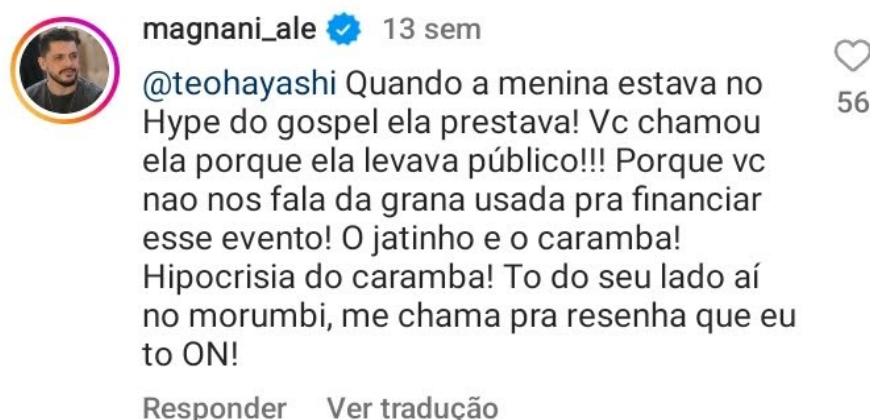 magnani_ale 13 sem
@teohayashi Quando a menina estava no
Hype do gospel ela prestava! Vc chamou
ela porque ela levava público!!! Porque vc
nao nos fala da grana usada pra financiar
esse evento! O jatinho e o caramba!
Hipocrisia do caramba! To do seu lado aí
no morumbi, me chama pra resenha que eu
to ON!
56
Responder Ver tradução